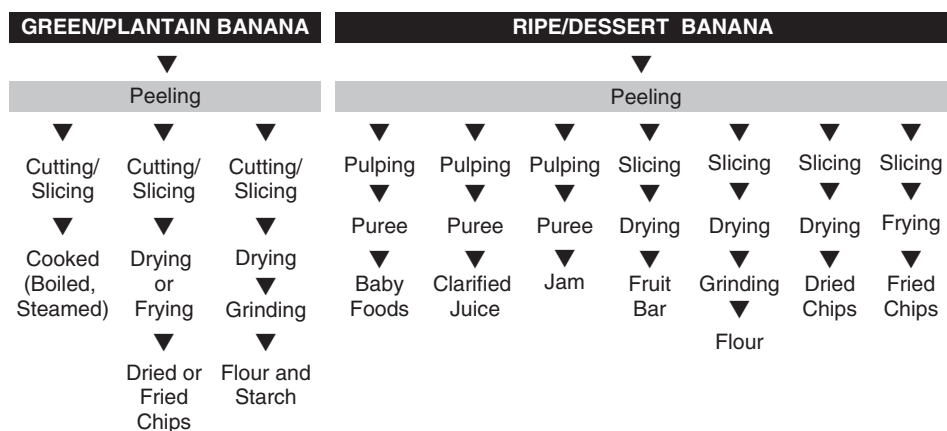 GREEN/PLANTAIN BANANA
Peeling
Cutting/
Slicing
Cooked
(Boiled,
Steamed)
Cutting/
Slicing
Drying
or
Frying
Dried or
Fried
Chips
Cutting/
Slicing
Drying
Grinding
Flour and
Starch
RIPE/DESSERT BANANA
Peeling
Pulping
Puree
Baby
Foods
Pulping
Puree
Clarified
Juice
Pulping
Puree
Jam
Slicing
Drying
Fruit
Bar
Slicing
Drying
Grinding
Flour
Slicing
Drying
Dried
Chips
Slicing
Frying
Fried
Chips